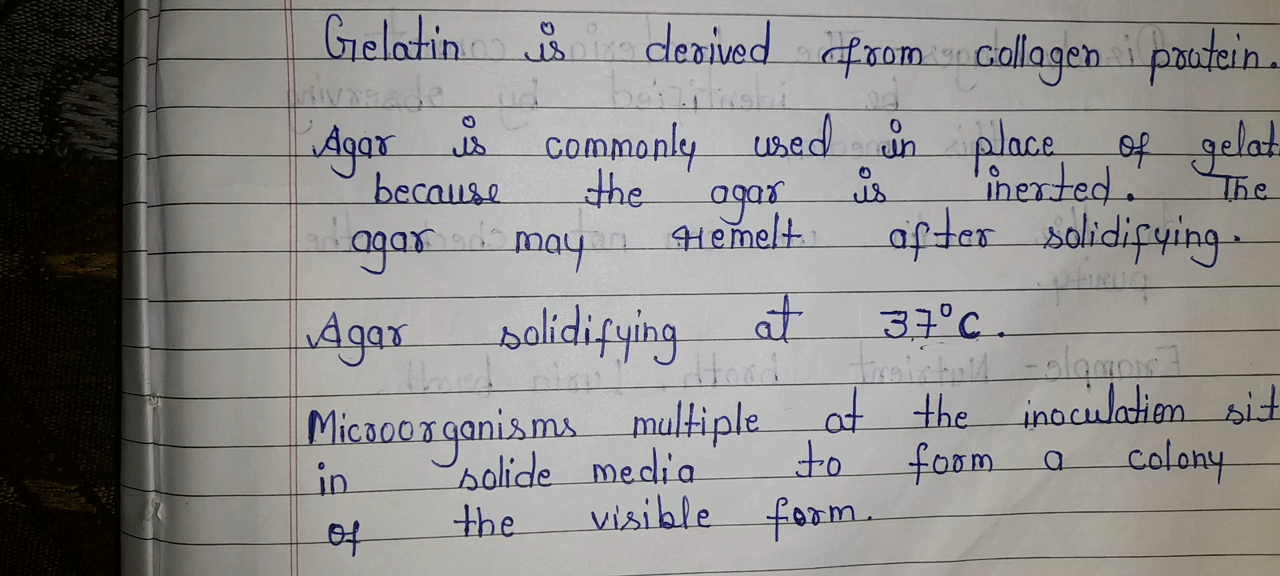 Gelatin is derived from collagen protein.
Agar is commonly used in place of gelat
because the agar is inerted. The
agar may remelt after solidifying.
Agar solidifying at 37°C.
Microorganisms multiple at the inoculation sit
in solide media to form a colony
of the visible form.